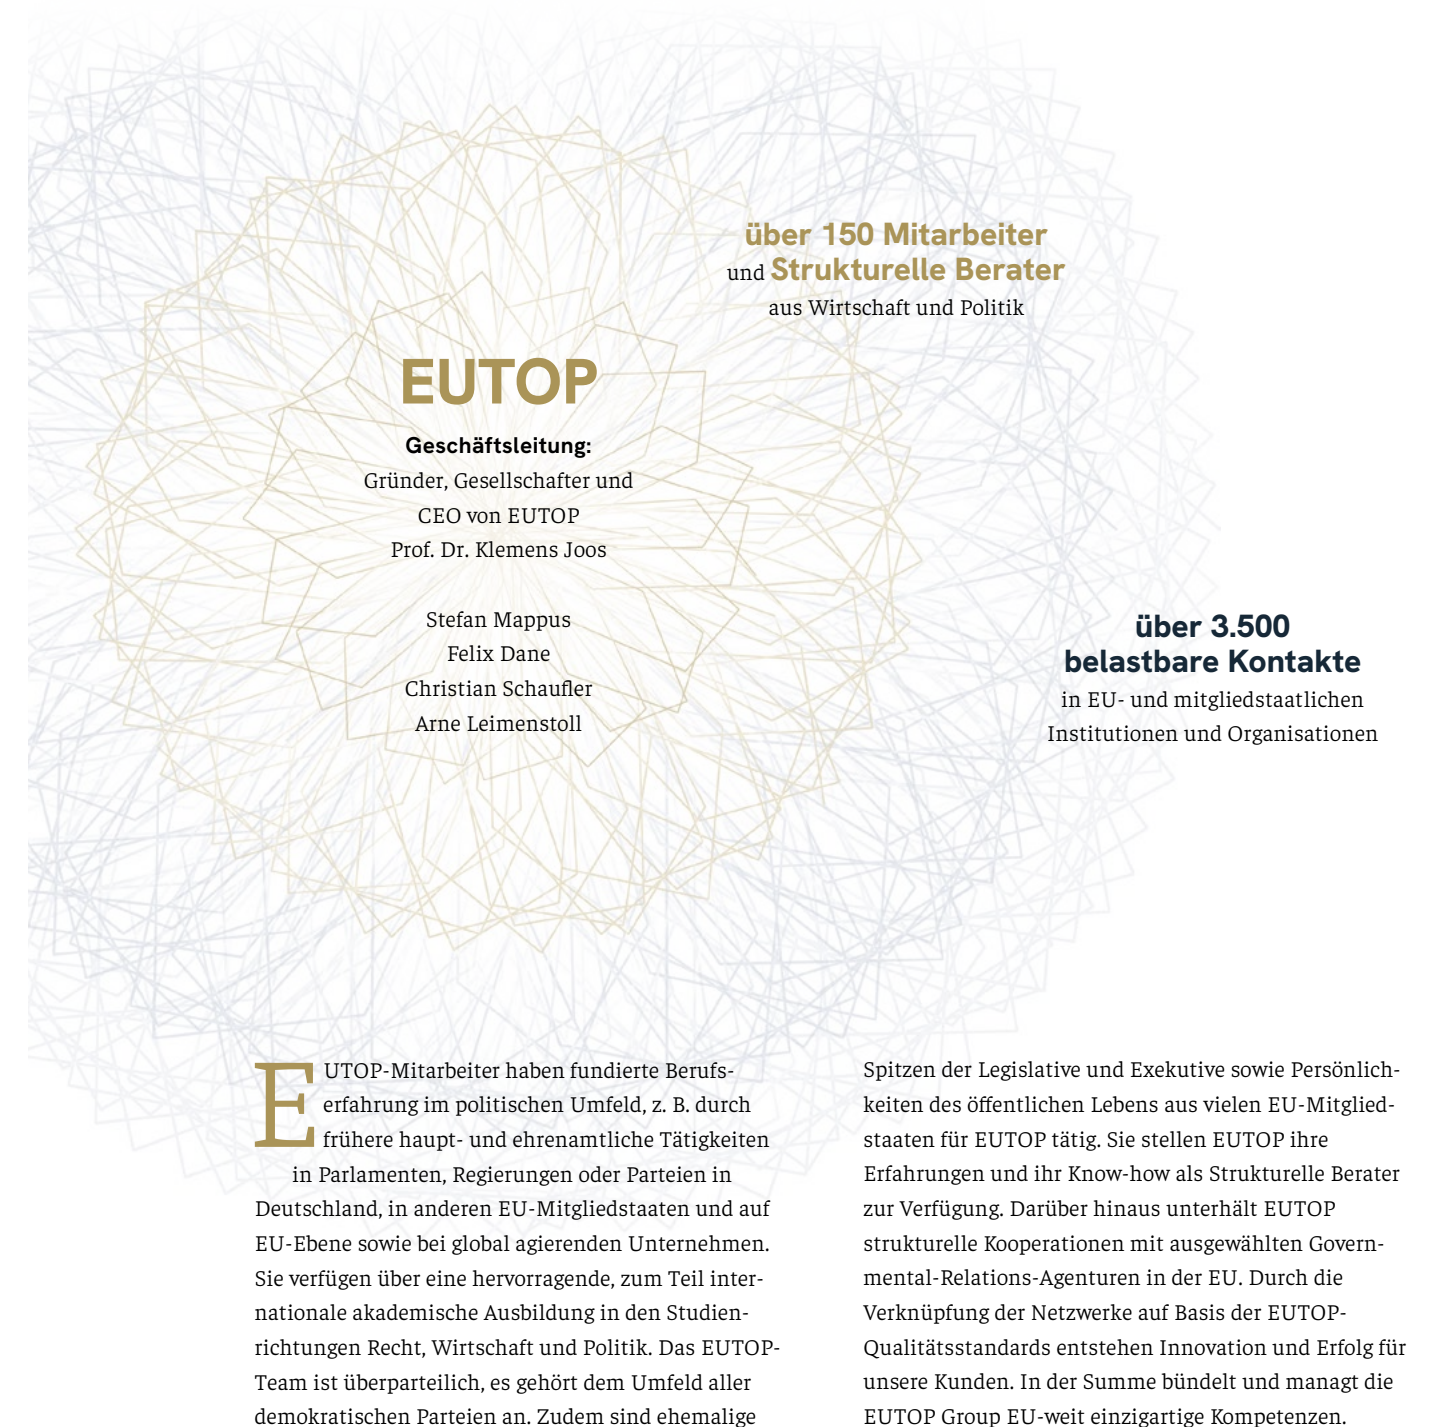 über 150 Mitarbeiter
und Strukturelle Berater
aus Wirtschaft und Politik
EUTOP
Geschäftsleitung:
Gründer, Gesellschafter und
CEO von EUTOP
Prof. Dr. Klemens Joos
Stefan Mappus
Felix Dane
Christian Schaufler
Arne Leimenstoll
über 3.500
belastbare Kontakte
in EU- und mitgliedstaatlichen
Institutionen und Organisationen
EUTOP-Mitarbeiter haben fundierte Berufs-
erfahrung im politischen Umfeld, z. B. durch
frühere haupt- und ehrenamtliche Tätigkeiten
in Parlamenten, Regierungen oder Parteien in
Deutschland, in anderen EU-Mitgliedstaaten und auf
EU-Ebene sowie bei global agierenden Unternehmen.
Sie verfügen über eine hervorragende, zum Teil inter-
nationale akademische Ausbildung in den Studien-
richtungen Recht, Wirtschaft und Politik. Das EUTOP-
Team ist überparteilich, es gehört dem Umfeld aller
demokratischen Parteien an. Zudem sind ehemalige
Spitzen der Legislative und Exekutive sowie Persönlich-
keiten des öffentlichen Lebens aus vielen EU-Mitglied-
staaten für EUTOP tätig. Sie stellen EUTOP ihre
Erfahrungen und ihr Know-how als Strukturelle Berater
zur Verfügung. Darüber hinaus unterhält EUTOP
strukturelle Kooperationen mit ausgewählten Govern-
mental-Relations-Agenturen in der EU. Durch die
Verknüpfung der Netzwerke auf Basis der EUTOP-
Qualitätsstandards entstehen Innovation und Erfolg für
unsere Kunden. In der Summe bündelt und managt die
EUTOP Group EU-weit einzigartige Kompetenzen.